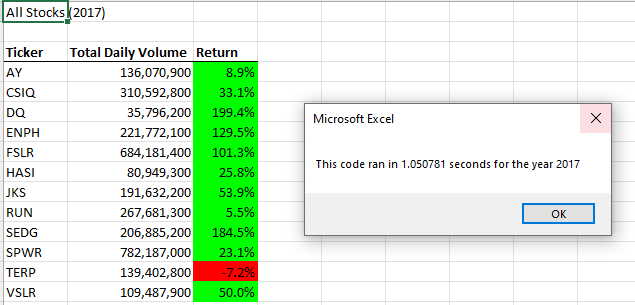 All Stocks (2017)
Ticker Total Daily Volume Return
AY 136,070,900 8.9%
CSIQ 310,592,800 33.1%
DQ 35,796,200 199.4%
ENPH 221,772,100 129.5%
FSLR 684,181,400 101.3%
HASI 80,949,300 25.8%
JKS 191,632,200 53.9%
RUN 267,681,300 5.5%
SEDG 206,885,200 184.5%
SPWR 782,187,000 23.1%
TERP 139,402,800 -7.2%
VSLR 109,487,900 50.0%
Microsoft Excel
This code ran in 1.050781 seconds for the year 2017
OK